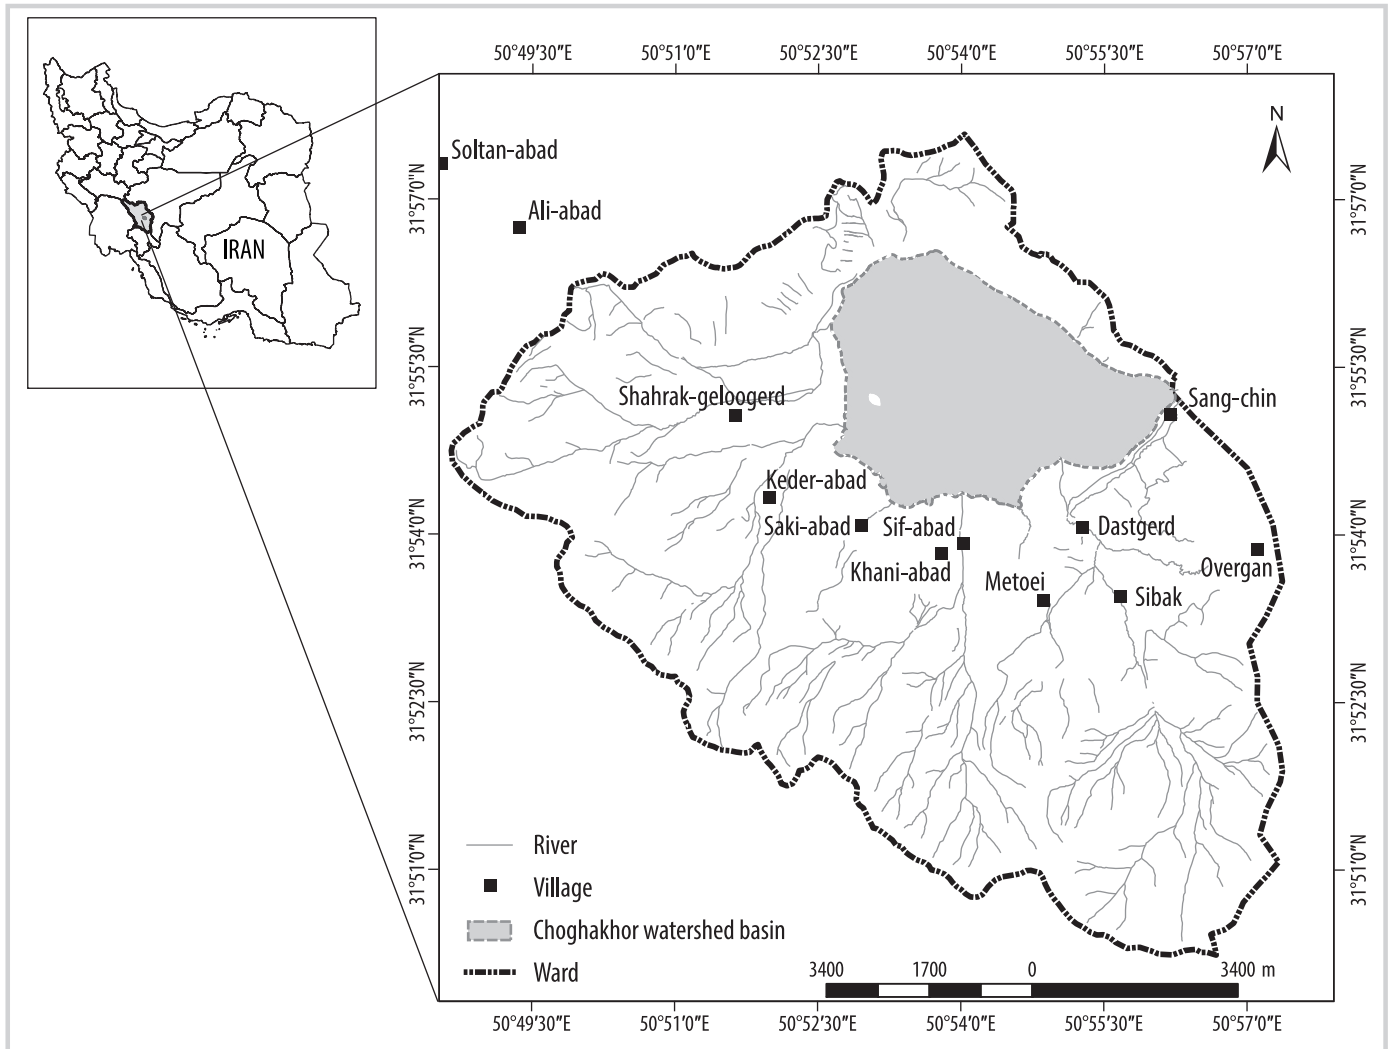 50°49′30″E 50°51′0″E 50°52′30″E 50°54′0″E 50°55′30″E 50°57′0″E
N
Soltan-abad
Ali-abad
31°57′0″N
31°57′0″N
IRAN
31°55′30″N
31°55′30″N
Shahrak-geloogerd
Sang-chin
Keder-abad
Saki-abad
Sif-abad
Dastgerd
31°54′0″N
31°54′0″N
Khani-abad
Overgan
Metoei
Sibak
31°52′30″N
31°52′30″N
31°51′0″N
31°51′0″N
River
Village
Choghakhor watershed basin
Ward
3400 1700 0 3400 m
50°49′30″E 50°51′0″E 50°52′30″E 50°54′0″E 50°55′30″E 50°57′0″E